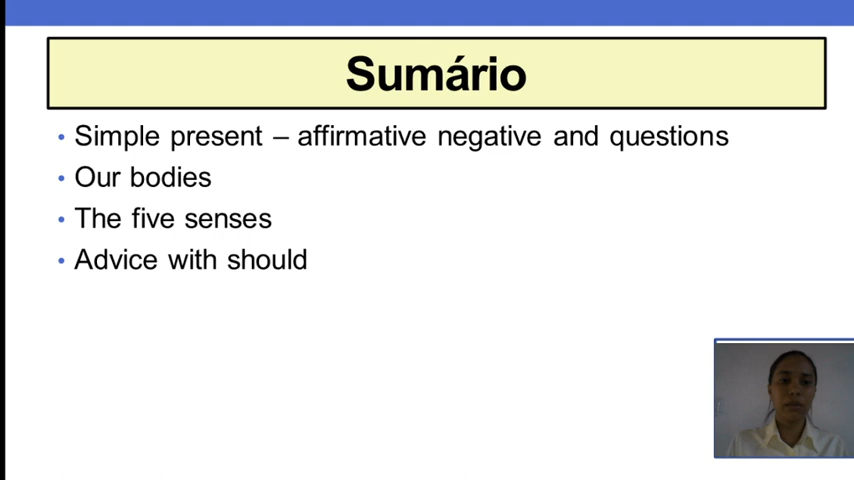 Sumário
• Simple present – affirmative negative and questions
• Our bodies
• The five senses
• Advice with should